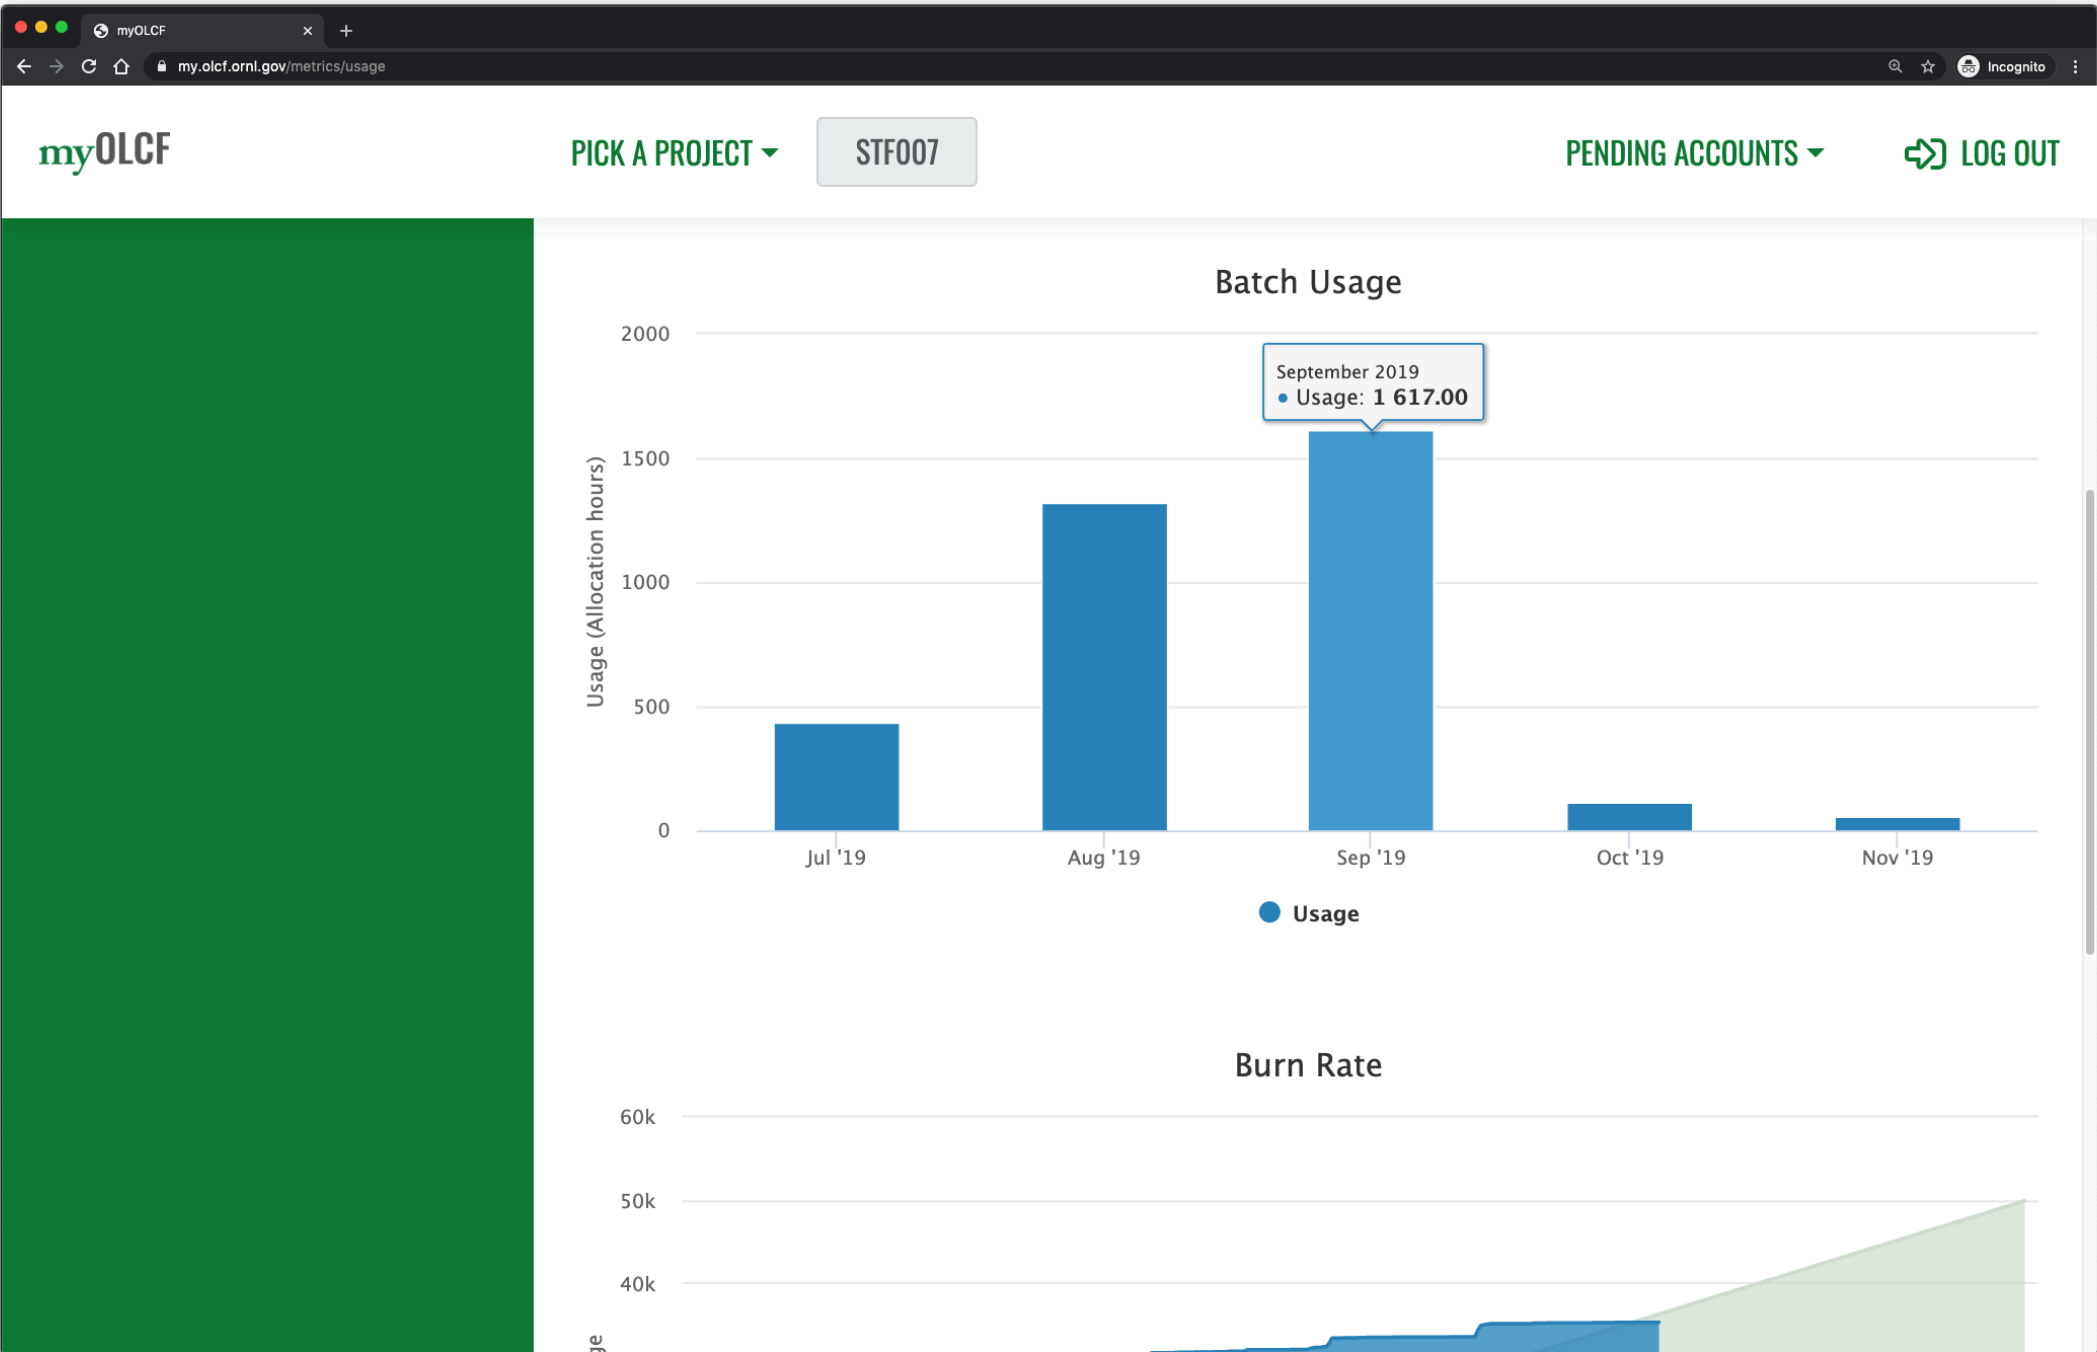 myOLCF
my.olcf.ornl.gov/metrics/usage
Incognito
myOLCF
PICK A PROJECT
STF007
PENDING ACCOUNTS
LOG OUT
Batch Usage
2000
September 2019
Usage: 1 617.00
1500
1000
500
0
Usage (Allocation hours)
Jul '19
Aug '19
Sep '19
Oct '19
Nov '19
Usage
Burn Rate
60k
50k
40k